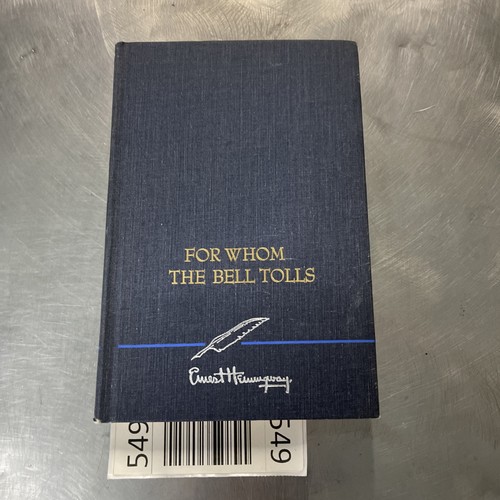 FOR WHOM
THE BELL TOLLS
Ernest Hemingway
549
549